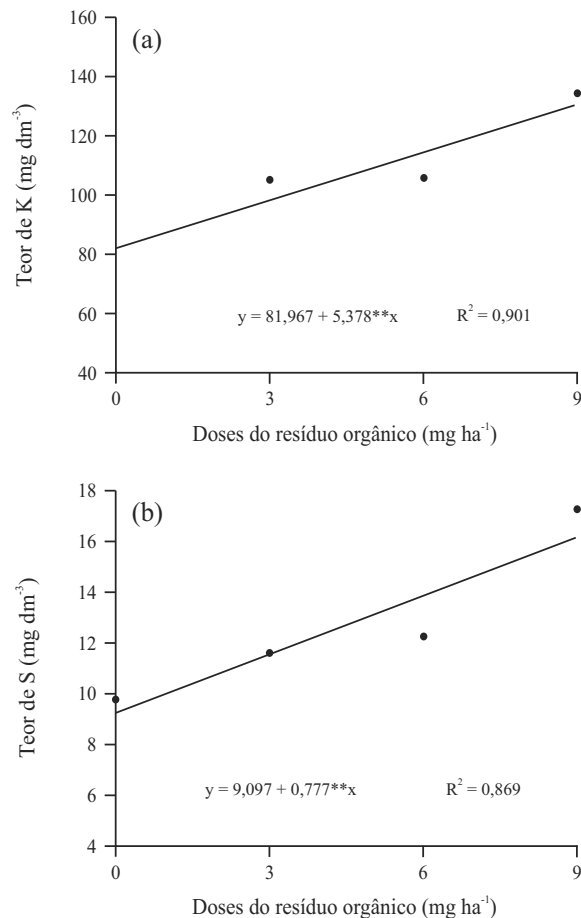 (a)
Teor de K (mg dm⁻³)
160
140
120
100
80
60
40
y = 81,967 + 5,378**x
R² = 0,901
0
3
6
9
Doses do resíduo orgânico (mg ha⁻¹)
(b)
Teor de S (mg dm⁻³)
18
16
14
12
10
8
6
4
y = 9,097 + 0,777**x
R² = 0,869
0
3
6
9
Doses do resíduo orgânico (mg ha⁻¹)